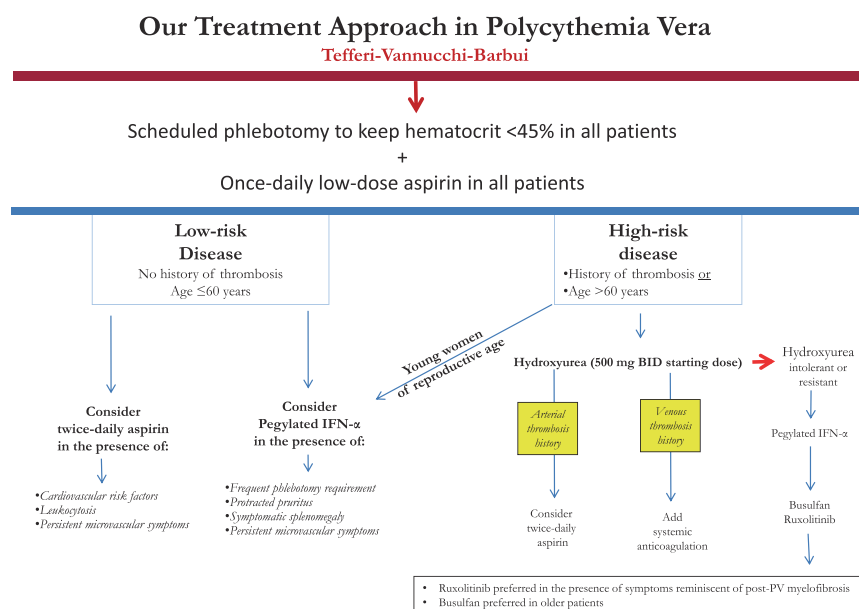 Our Treatment Approach in Polycythemia Vera
Tefferi-Vannucchi-Barbui
Scheduled phlebotomy to keep hematocrit <45% in all patients
+
Once-daily low-dose aspirin in all patients
Low-risk
Disease
No history of thrombosis
Age ≤60 years
High-risk
disease
•History of thrombosis or
•Age >60 years
Young women
of reproductive age
Consider
twice-daily aspirin
in the presence of:
•Cardiovascular risk factors
•Leukocytosis
•Persistent microvascular symptoms
Consider
Pegylated IFN-α
in the presence of:
•Frequent phlebotomy requirement
•Protracted pruritus
•Symptomatic splenomegaly
•Persistent microvascular symptoms
Hydroxyurea (500 mg BID starting dose)
Arterial
thrombosis
history
Consider
twice-daily
aspirin
Venous
thrombosis
history
Add
systemic
anticoagulation
Hydroxyurea
intolerant or
resistant
Pegylated IFN-α
Busulfan
Ruxolitinib
• Ruxolitinib preferred in the presence of symptoms reminiscent of post-PV myelofibrosis
• Busulfan preferred in older patients